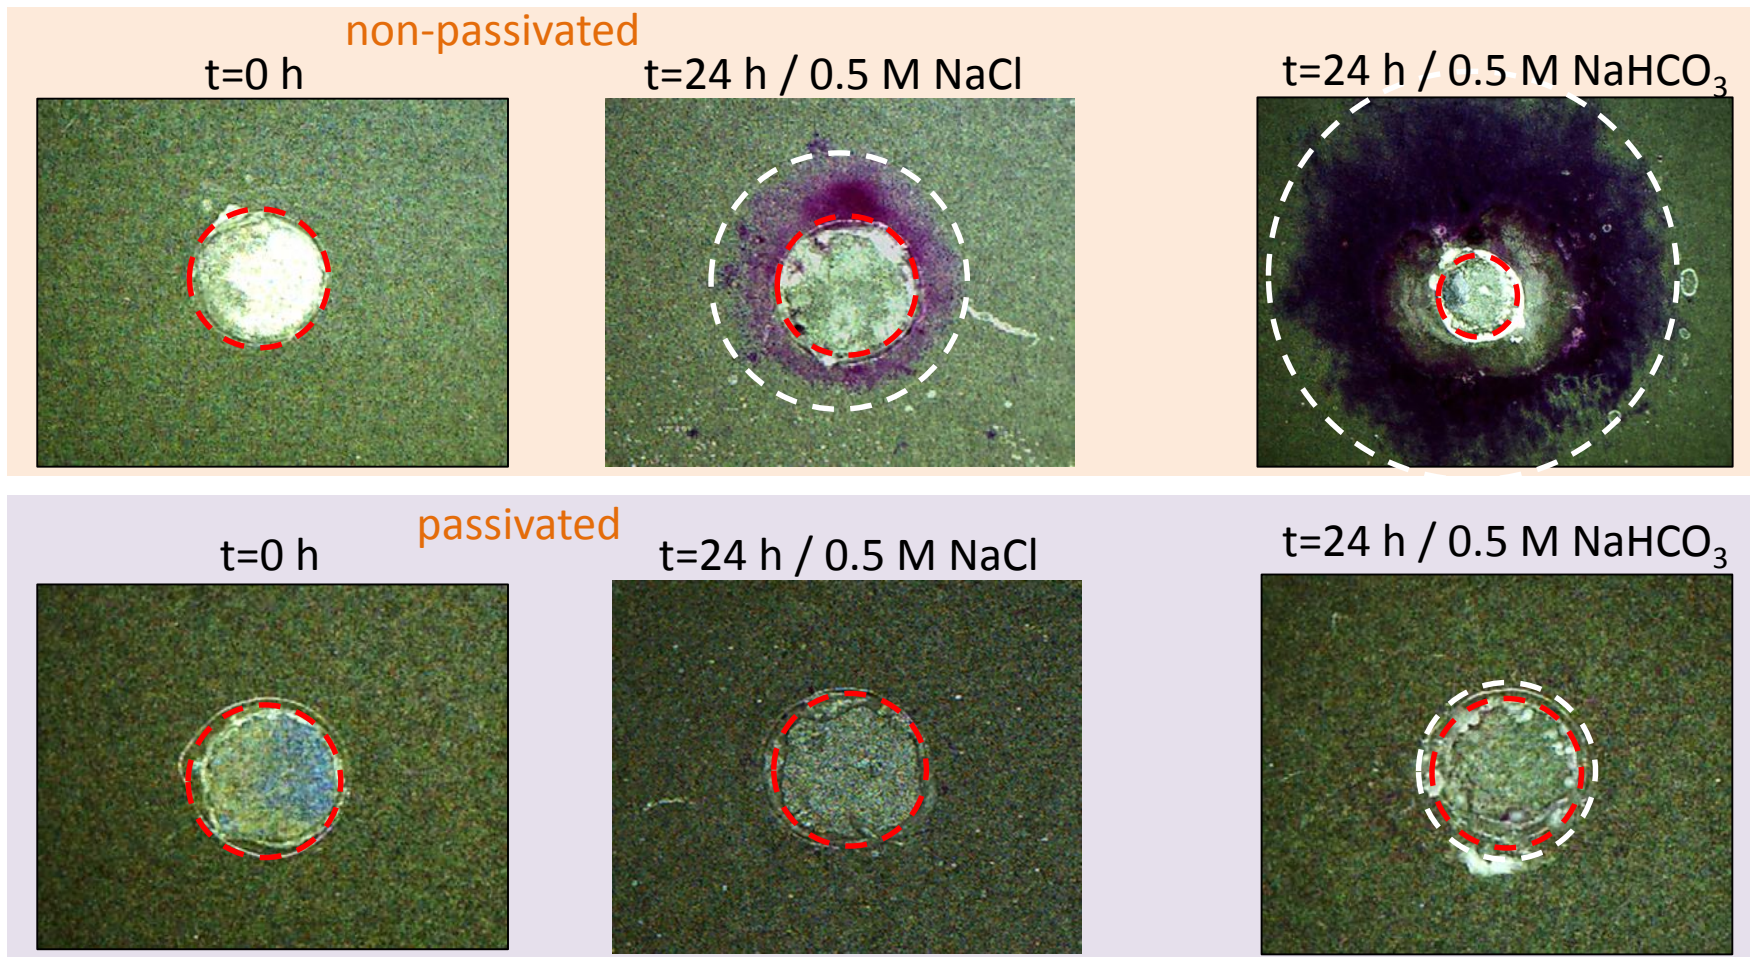 non-passivated
t=0 h
t=24 h / 0.5 M NaCl
t=24 h / 0.5 M NaHCO₃
passivated
t=0 h
t=24 h / 0.5 M NaCl
t=24 h / 0.5 M NaHCO₃